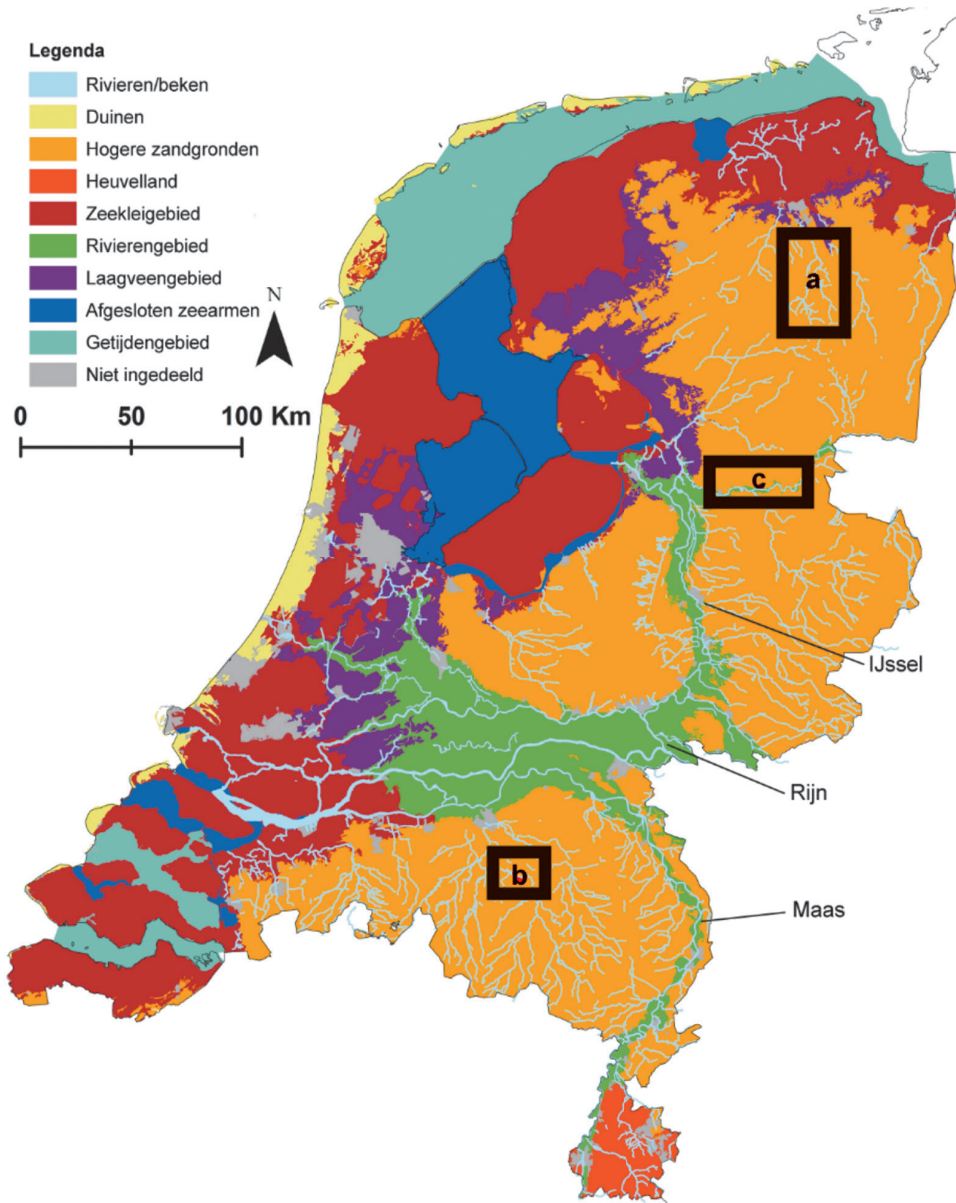 Legenda
Rivieren/beken
Duinen
Hogere zandgronden
Heuvelland
Zeekleigebied
Rivierengebied
Laagveengebied
Afgesloten zeearmen
Getijdengebied
Niet ingedeeld
N
0 50 100 Km
a
c
IJssel
Rijn
b
Maas